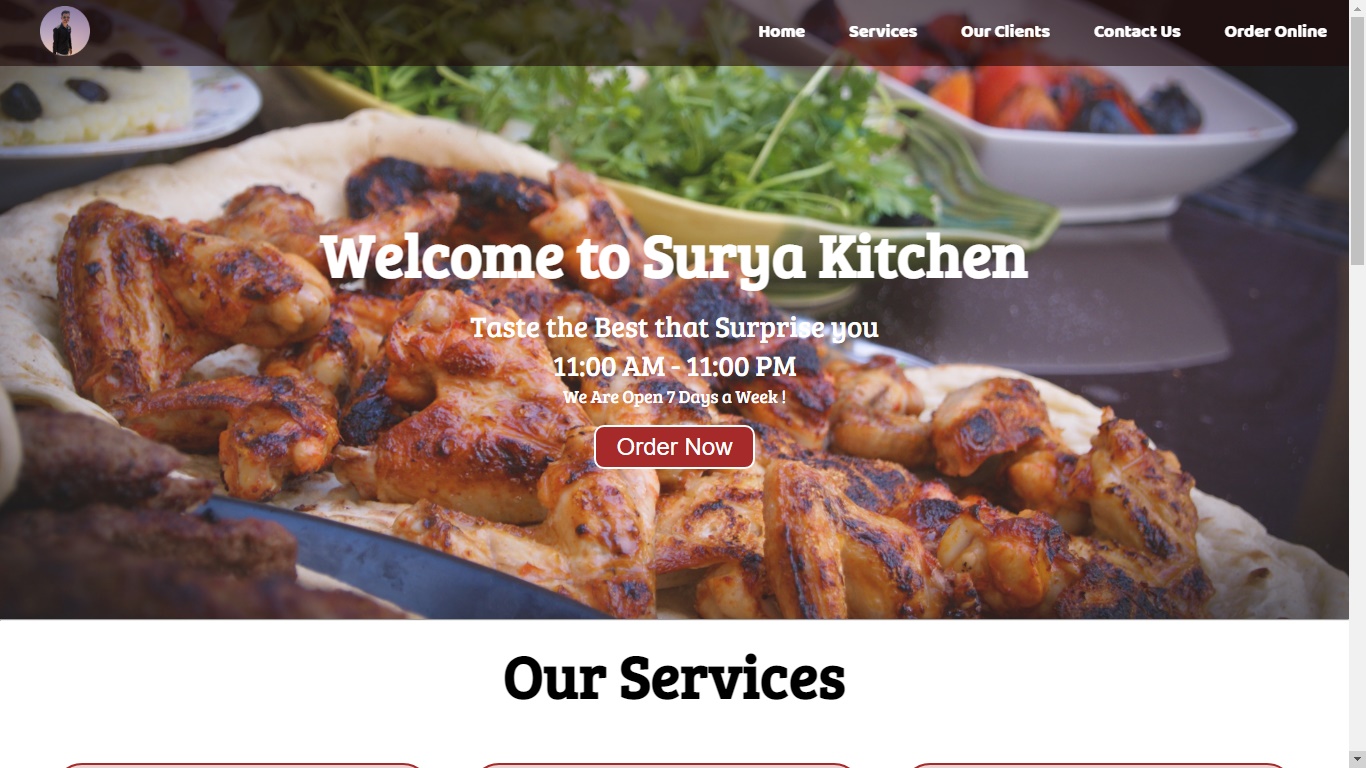 Home Services Our Clients Contact Us Order Online
Welcome to Surya Kitchen
Taste the Best that Surprise you
11:00 AM - 11:00 PM
We Are Open 7 Days a Week !
Order Now
Our Services